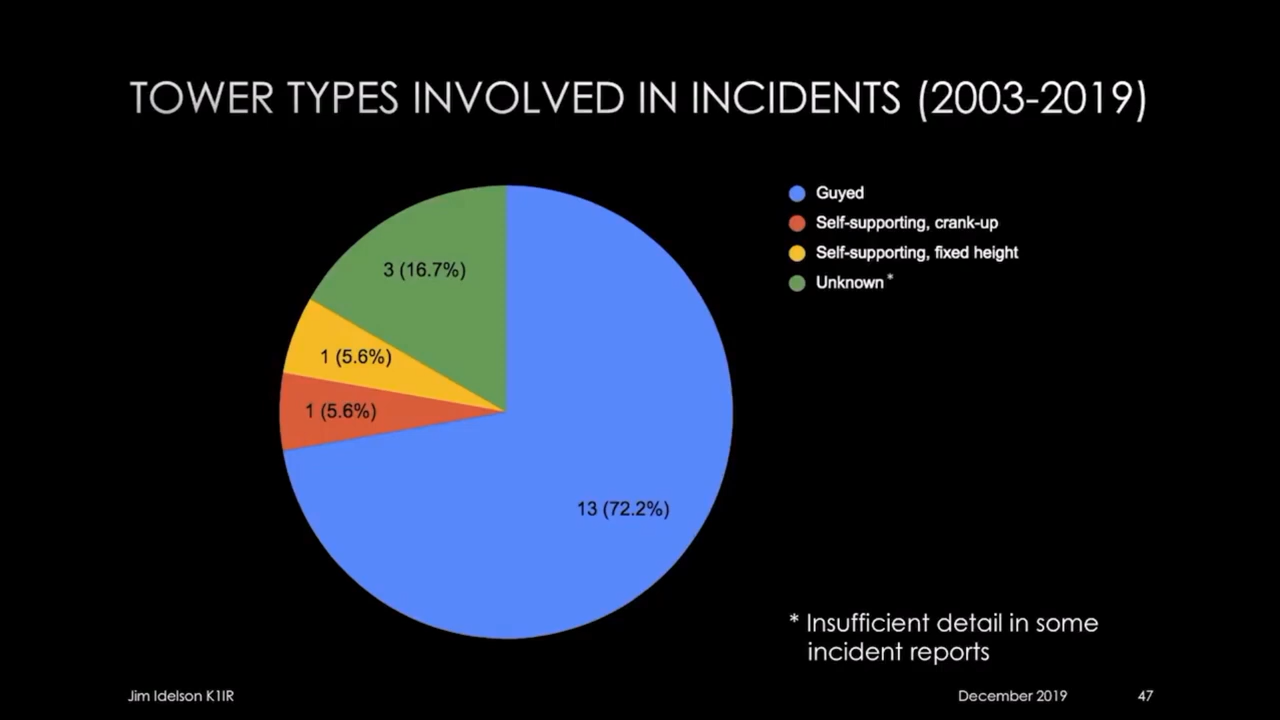 TOWER TYPES INVOLVED IN INCIDENTS (2003-2019)
Guyed
Self-supporting, crank-up
Self-supporting, fixed height
Unknown *
3 (16.7%)
1 (5.6%)
1 (5.6%)
13 (72.2%)
* Insufficient detail in some
incident reports
Jim Idelson K1IR
December 2019
47